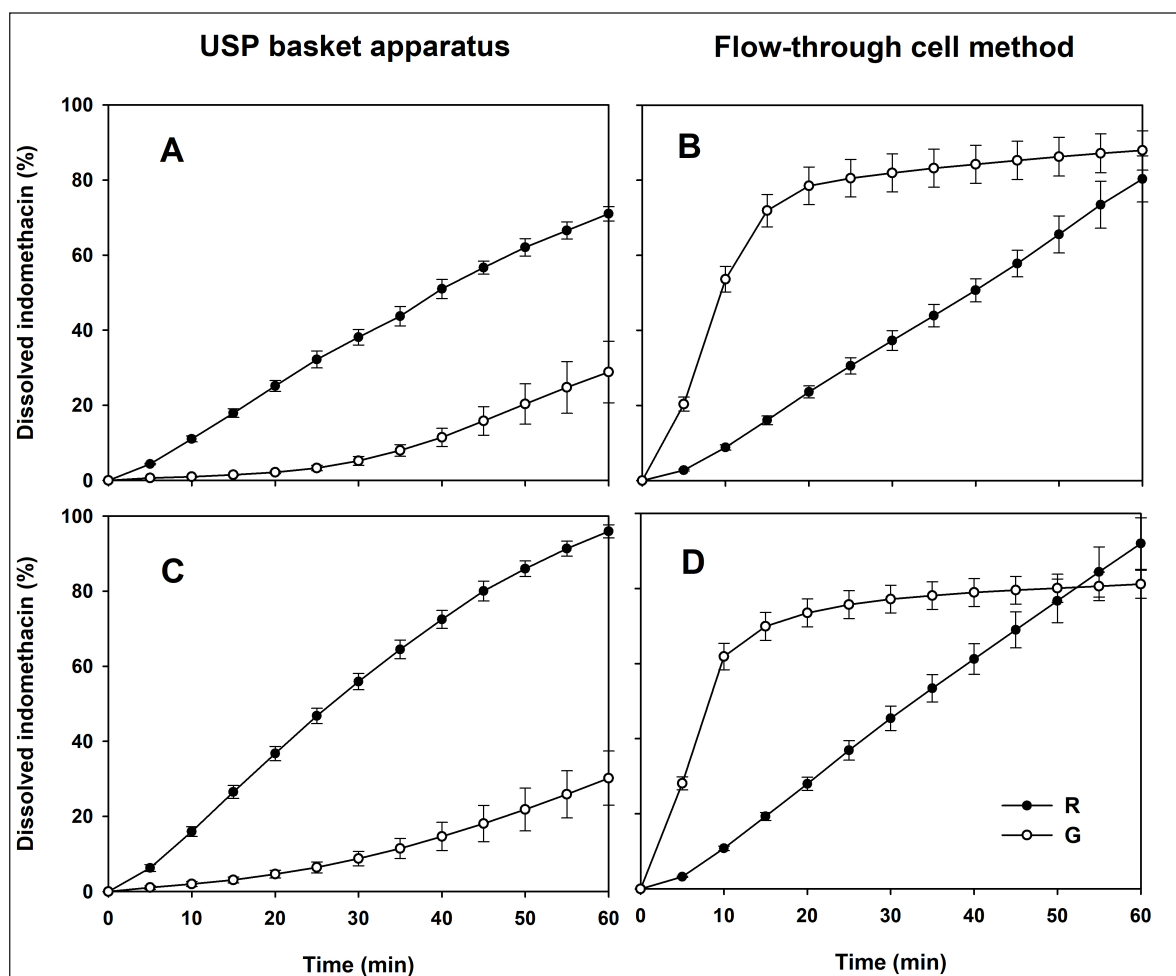 USP basket apparatus
Flow-through cell method
Dissolved indomethacin (%)
100
80
60
40
20
0
A
B
Dissolved indomethacin (%)
100
80
60
40
20
0
C
D
R
G
0 10 20 30 40 50 60
0 10 20 30 40 50 60
Time (min)
Time (min)